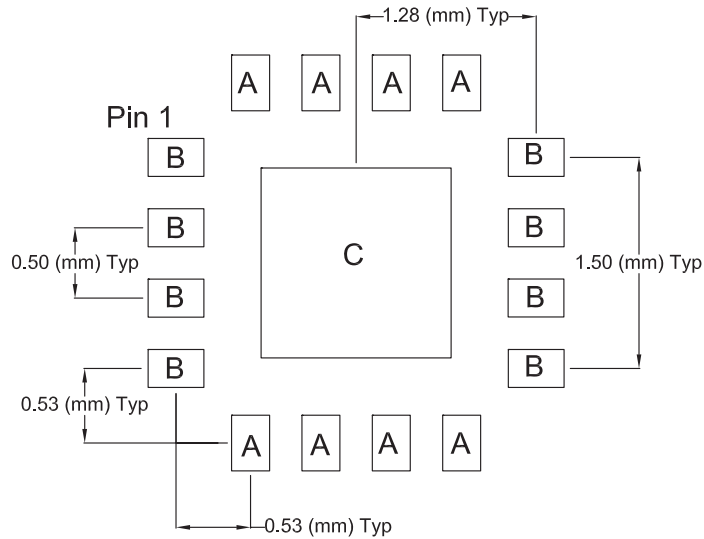 1.28 (mm) Typ
A A A A
Pin 1
B B
B B
0.50 (mm) Typ
C
1.50 (mm) Typ
B B
B B
0.53 (mm) Typ
A A A A
0.53 (mm) Typ